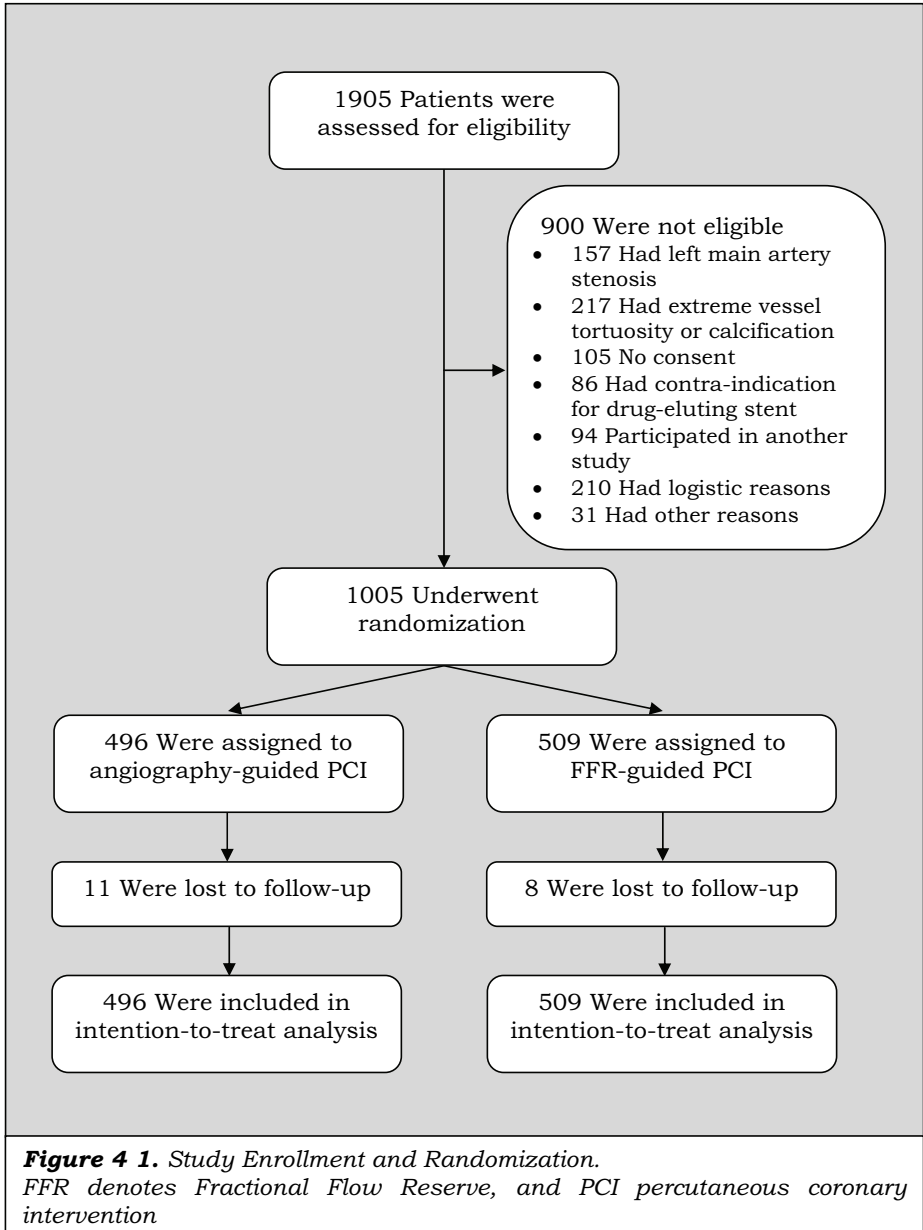 1905 Patients were
assessed for eligibility
900 Were not eligible
• 157 Had left main artery
stenosis
• 217 Had extreme vessel
tortuosity or calcification
• 105 No consent
• 86 Had contra-indication
for drug-eluting stent
• 94 Participated in another
study
• 210 Had logistic reasons
• 31 Had other reasons
1005 Underwent
randomization
496 Were assigned to
angiography-guided PCI
509 Were assigned to
FFR-guided PCI
11 Were lost to follow-up
8 Were lost to follow-up
496 Were included in
intention-to-treat analysis
509 Were included in
intention-to-treat analysis
Figure 4 1. Study Enrollment and Randomization.
FFR denotes Fractional Flow Reserve, and PCI percutaneous coronary
intervention